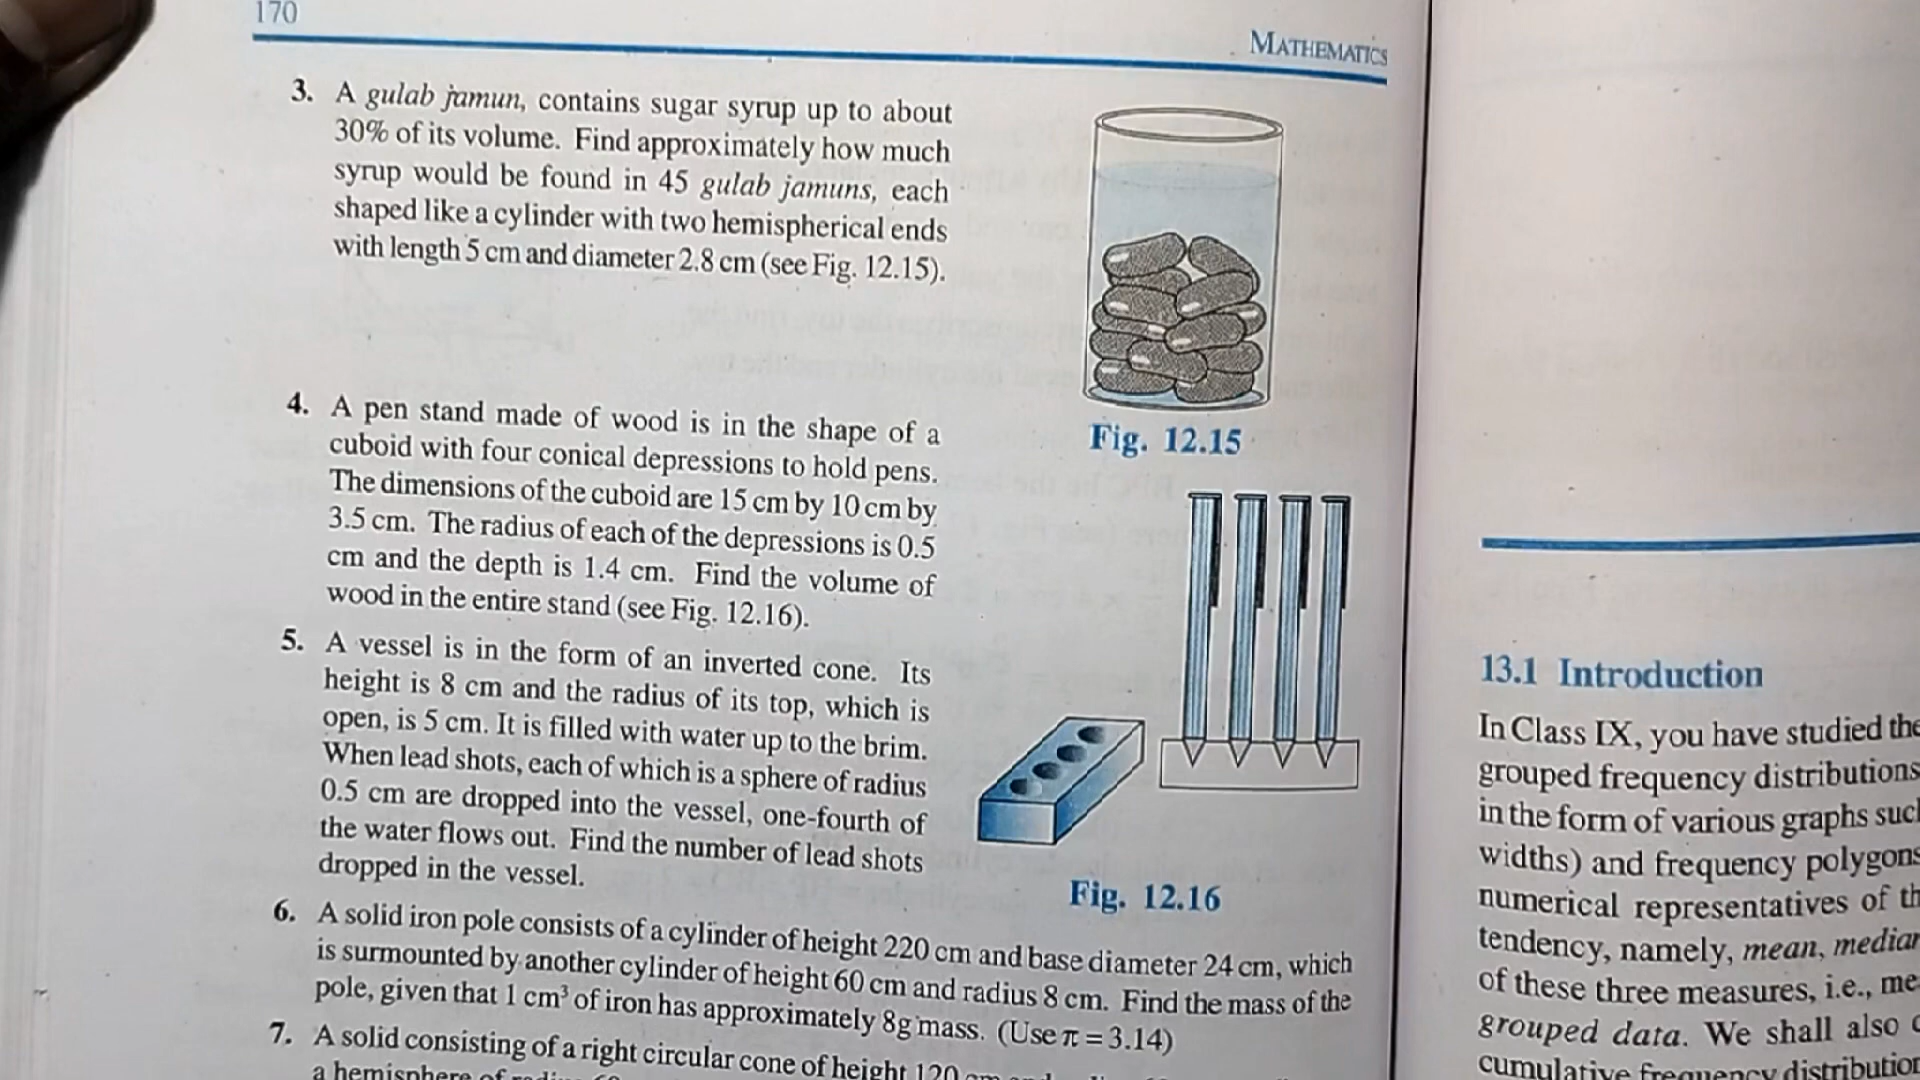 170
MATHEMATICS
3. A gulab jamun, contains sugar syrup up to about
30% of its volume. Find approximately how much
syrup would be found in 45 gulab jamuns, each
shaped like a cylinder with two hemispherical ends
with length 5 cm and diameter 2.8 cm (see Fig. 12.15).
Fig. 12.15
4. A pen stand made of wood is in the shape of a
cuboid with four conical depressions to hold pens.
The dimensions of the cuboid are 15 cm by 10 cm by
3.5 cm. The radius of each of the depressions is 0.5
cm and the depth is 1.4 cm. Find the volume of
wood in the entire stand (see Fig. 12.16).
5. A vessel is in the form of an inverted cone. Its
height is 8 cm and the radius of its top, which is
open, is 5 cm. It is filled with water up to the brim.
When lead shots, each of which is a sphere of radius
0.5 cm are dropped into the vessel, one-fourth of
the water flows out. Find the number of lead shots
dropped in the vessel.
Fig. 12.16
6. A solid iron pole consists of a cylinder of height 220 cm and base diameter 24 cm, which
is surmounted by another cylinder of height 60 cm and radius 8 cm. Find the mass of the
pole, given that 1 cm³ of iron has approximately 8g mass. (Use π = 3.14)
7. A solid consisting of a right circular cone of height 120
a hemisphere of
13.1 Introduction
In Class IX, you have studied the
grouped frequency distributions
in the form of various graphs
widths) and frequency polygons
numerical representatives of
tendency, namely, mean, median
of these three measures, i.e.,
grouped data. We shall also
cumulative frequency distribution